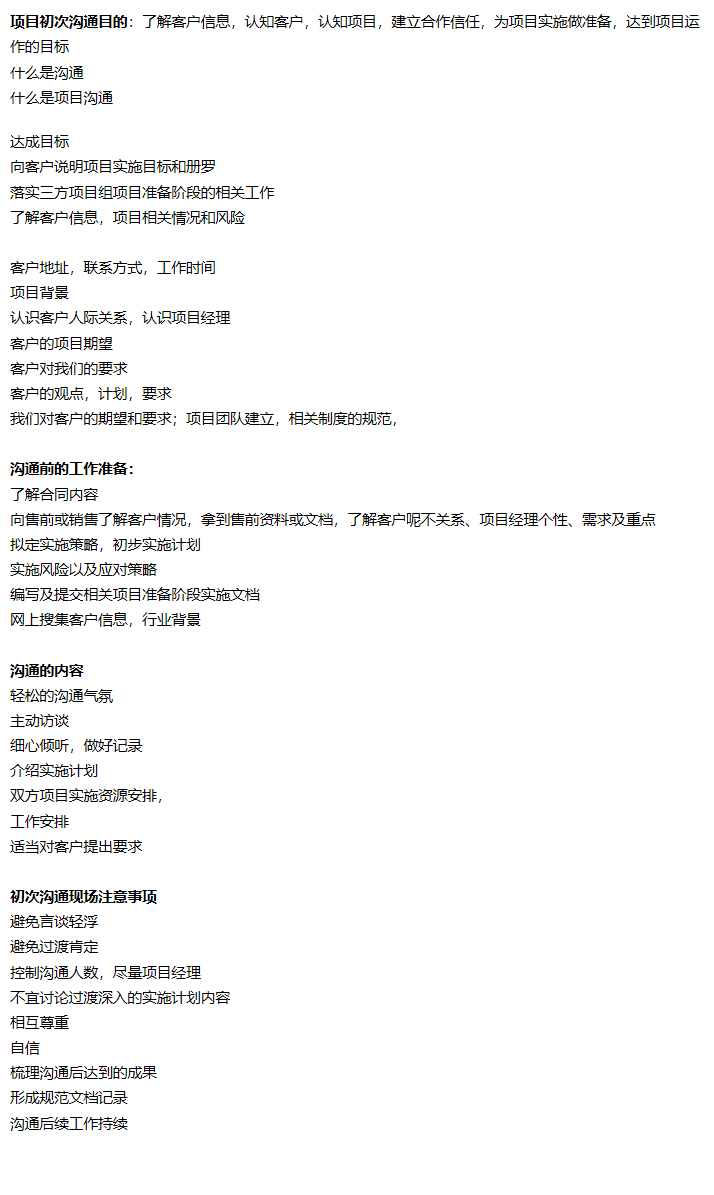 项目初次沟通目的：了解客户信息，认知客户，认知项目，建立合作信任，为项目实施做准备，达到项目运
作的目标
什么是沟通
什么是项目沟通
达成目标
向客户说明项目实施目标和册罗
落实三方项目组项目准备阶段的相关工作
了解客户信息，项目相关情况和风险
客户地址，联系方式，工作时间
项目背景
认识客户人际关系，认识项目经理
客户的项目期望
客户对我们的要求
客户的观点，计划，要求
我们对客户的期望和要求；项目团队建立，相关制度的规范，
沟通前的工作准备：
了解合同内容
向售前或销售了解客户情况，拿到售前资料或文档，了解客户呢不关系、项目经理个性、需求及重点
拟定实施策略，初步实施计划
实施风险以及应对策略
编写及提交相关项目准备阶段实施文档
网上搜集客户信息，行业背景
沟通的内容
轻松的沟通气氛
主动访谈
细心倾听，做好记录
介绍实施计划
双方项目实施资源安排，
工作安排
适当对客户提出要求
初次沟通现场注意事项
避免言谈轻浮
避免过渡肯定
控制沟通人数，尽量项目经理
不宜讨论过渡深入的实施计划内容
相互尊重
自信
梳理沟通后达到的成果
形成规范文档记录
沟通后续工作持续